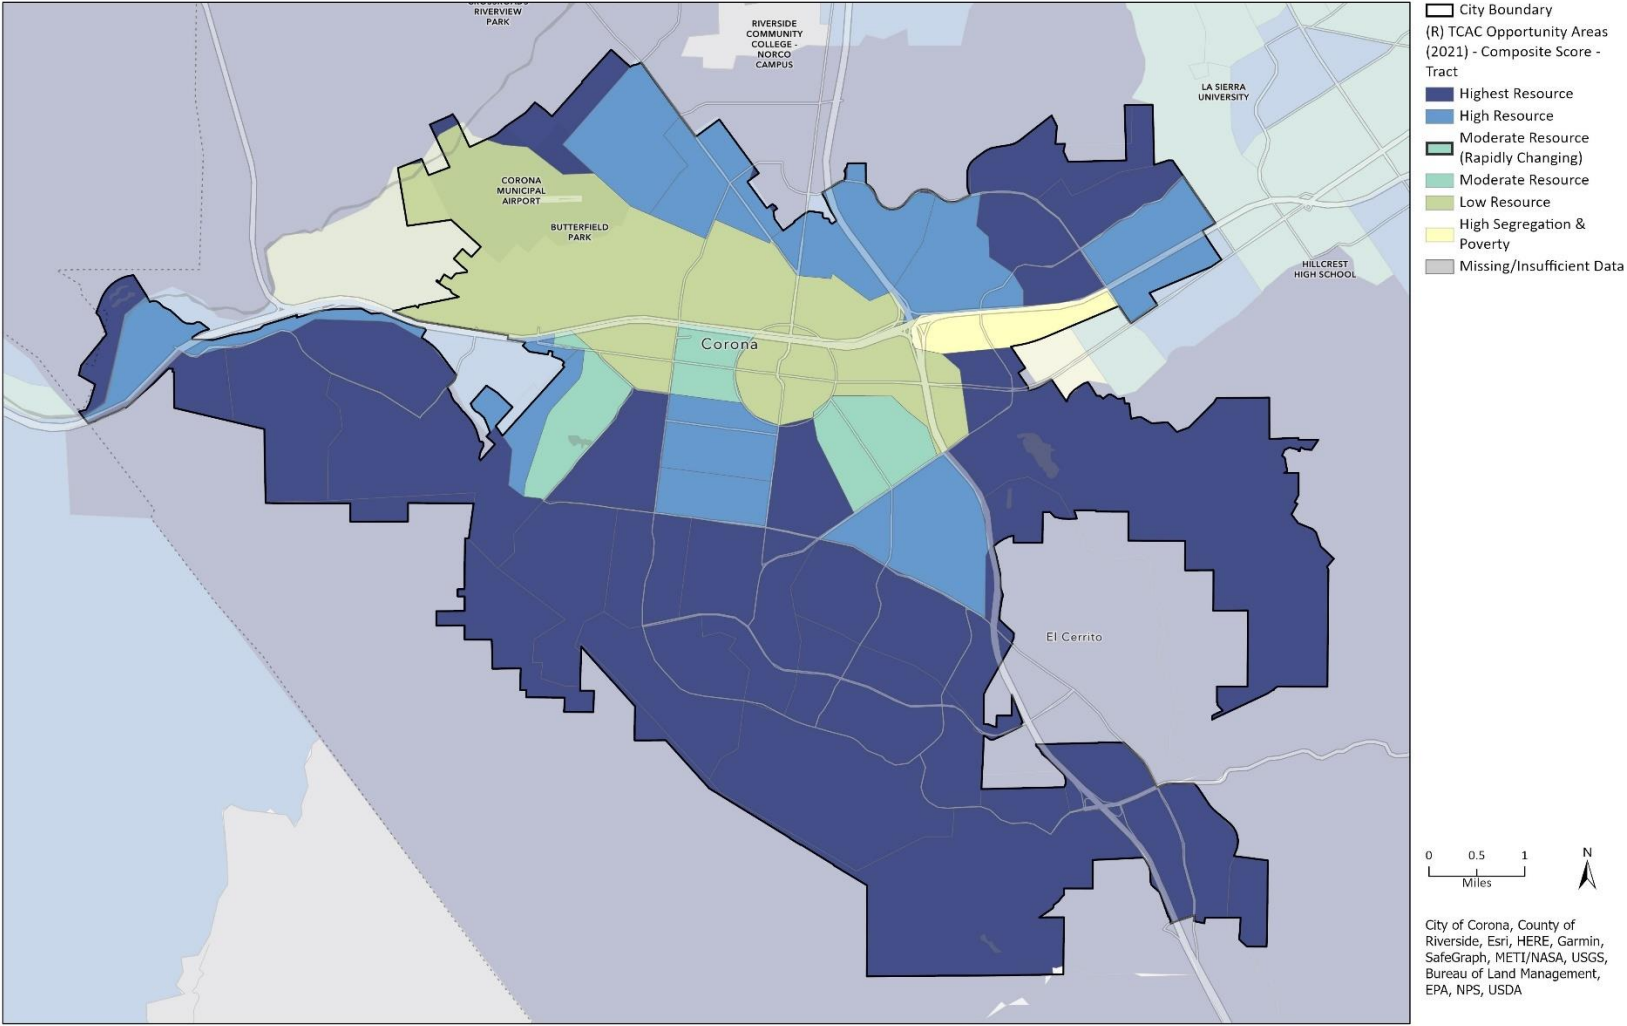 CROSSROADS
RIVERVIEW
PARK
RIVERSIDE
COMMUNITY
COLLEGE -
NORCO
CAMPUS
LA SIERRA
UNIVERSITY
CORONA
MUNICIPAL
AIRPORT
BUTTERFIELD
PARK
HILLCREST
HIGH SCHOOL
Corona
El Cerrito
City Boundary
(R) TCAC Opportunity Areas
(2021) - Composite Score -
Tract
Highest Resource
High Resource
Moderate Resource
(Rapidly Changing)
Moderate Resource
Low Resource
High Segregation &
Poverty
Missing/Insufficient Data
0 0.5 1
Miles
N
City of Corona, County of
Riverside, Esri, HERE, Garmin,
SafeGraph, METI/NASA, USGS,
Bureau of Land Management,
EPA, NPS, USDA